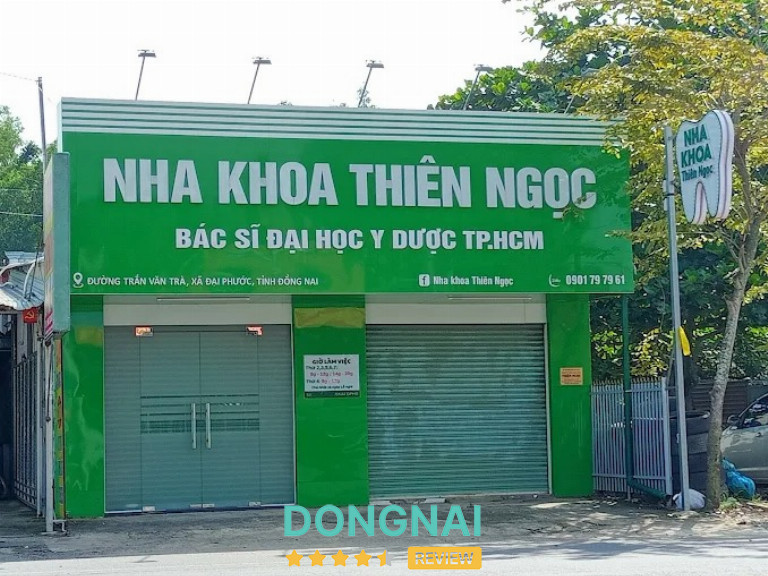 NHA KHOA THIÊN NGỌC
BÁC SĨ ĐẠI HỌC Y DƯỢC TP.HCM
ĐƯỜNG TRẦN VĂN TRÀ, XÃ ĐẠI PHƯỚC, TỈNH ĐỒNG NAI
Nha khoa Thiên Ngọc
0901 79 79 61
NHA
KHOA
Thiên Ngọc
GIỜ LÀM VIỆC
DONGNAI
REVIEW